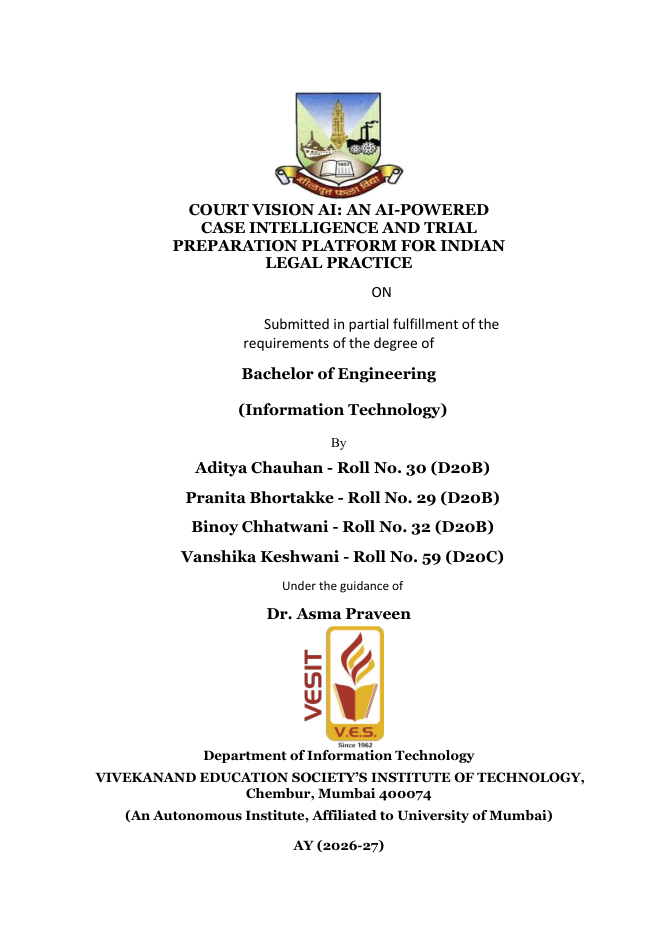 1857
शीलवृत्त फला विद्या
COURT VISION AI: AN AI-POWERED
CASE INTELLIGENCE AND TRIAL
PREPARATION PLATFORM FOR INDIAN
LEGAL PRACTICE
ON
Submitted in partial fulfillment of the
requirements of the degree of
Bachelor of Engineering
(Information Technology)
By
Aditya Chauhan - Roll No. 30 (D20B)
Pranita Bhortakke - Roll No. 29 (D20B)
Binoy Chhatwani - Roll No. 32 (D20B)
Vanshika Keshwani - Roll No. 59 (D20C)
Under the guidance of
Dr. Asma Praveen
VESIT
V.E.S.
Since 1962
Department of Information Technology
VIVEKANAND EDUCATION SOCIETY’S INSTITUTE OF TECHNOLOGY,
Chembur, Mumbai 400074
(An Autonomous Institute, Affiliated to University of Mumbai)
AY (2026-27)